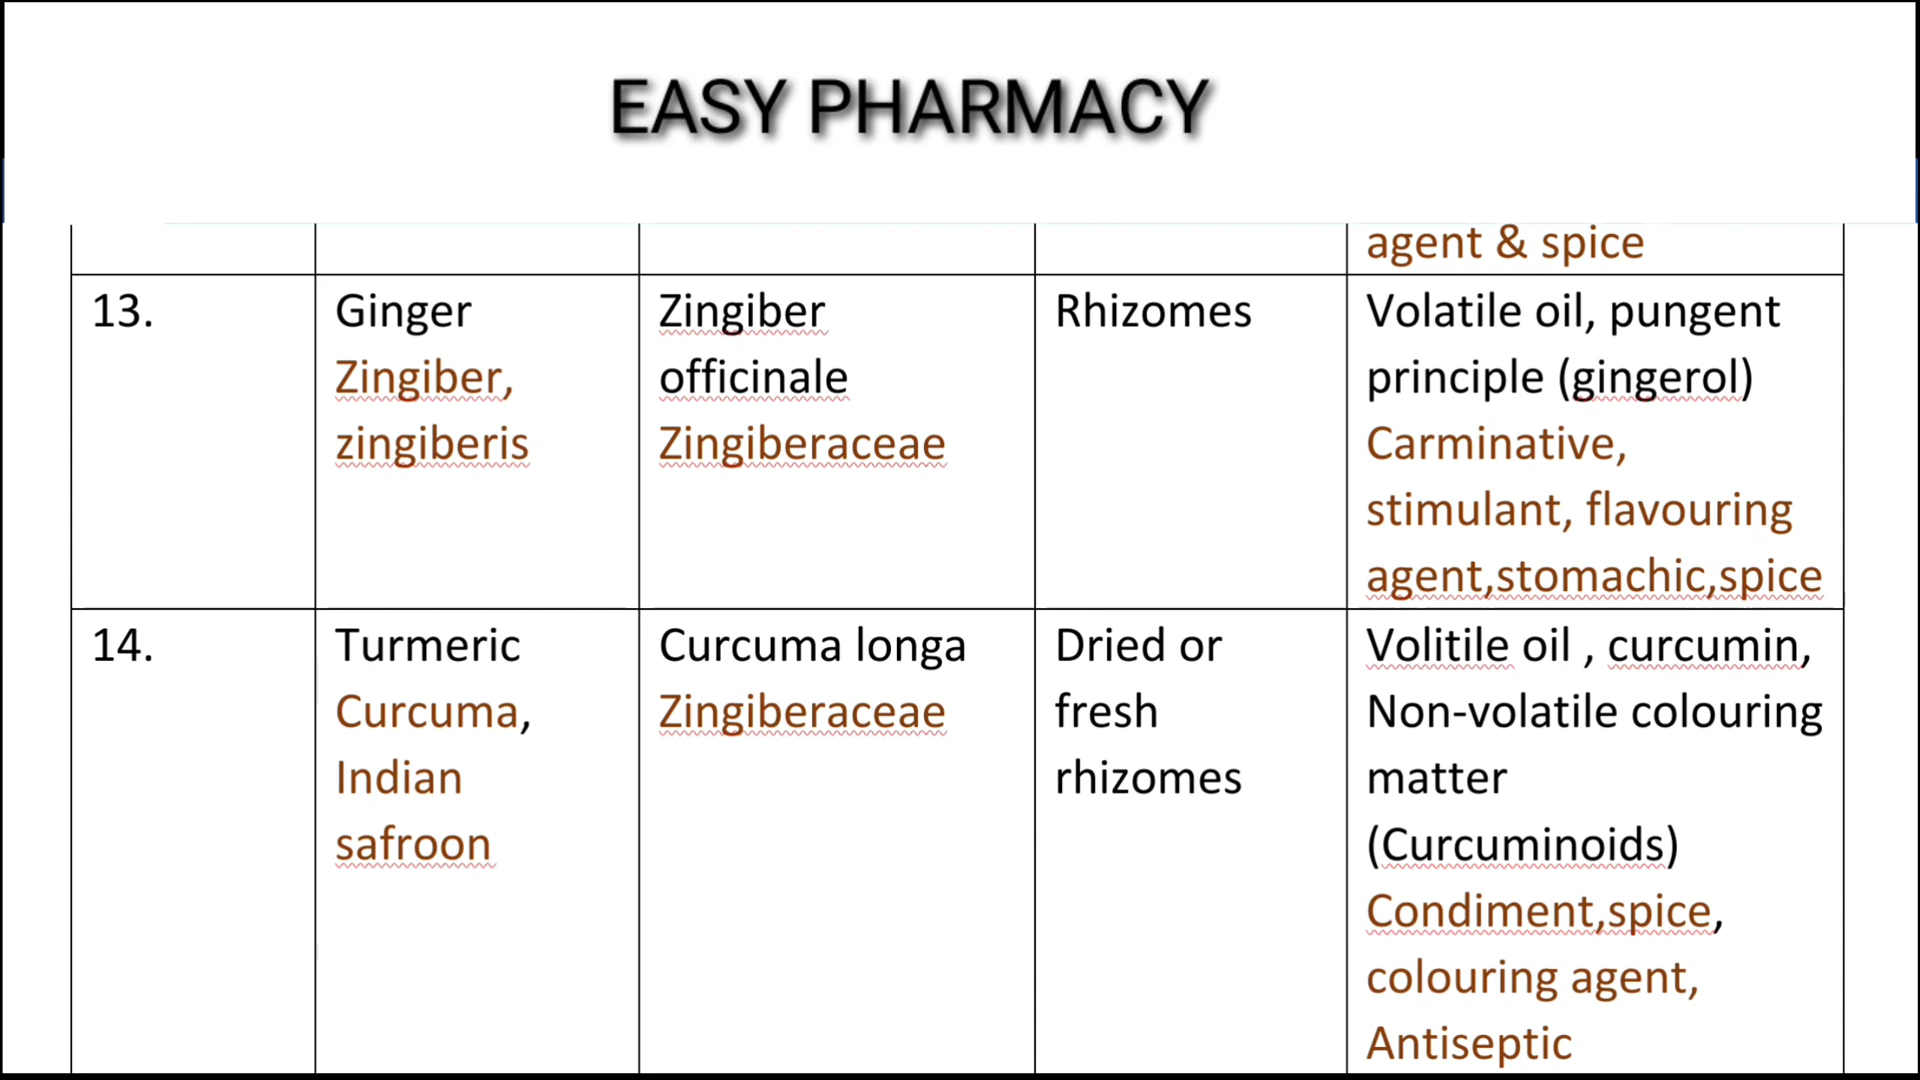 EASY PHARMACY
agent & spice
13.
Ginger
Zingiber,
zingiberis
Zingiber
officinale
Zingiberaceae
Rhizomes
Volatile oil, pungent
principle (gingerol)
Carminative,
stimulant, flavouring
agent,stomachic,spice
14.
Turmeric
Curcuma,
Indian
safroon
Curcuma longa
Zingiberaceae
Dried or
fresh
rhizomes
Volitile oil , curcumin,
Non-volatile colouring
matter
(Curcuminoids)
Condiment,spice,
colouring agent,
Antiseptic